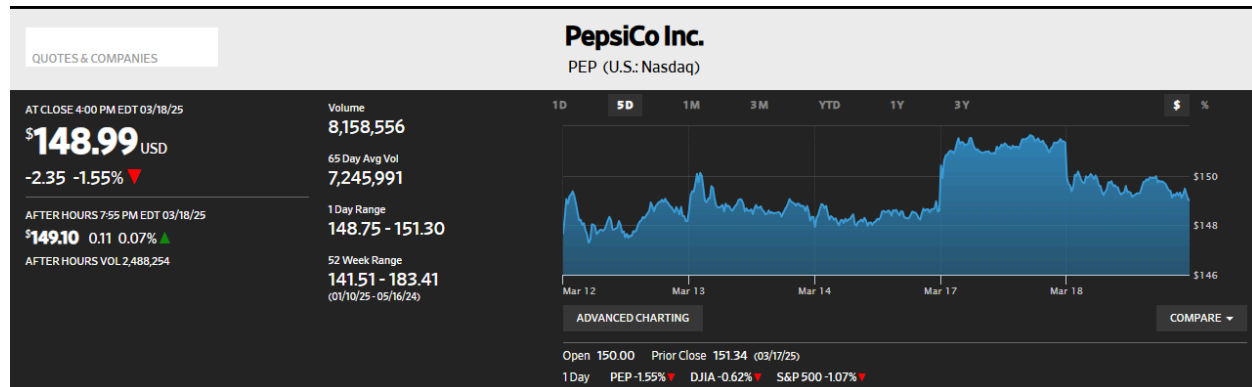 PepsiCo Inc.
QUOTES & COMPANIES
PEP (U.S.: Nasdaq)
AT CLOSE 4:00 PM EDT 03/18/25
$148.99 USD
-2.35 -1.55%
AFTER HOURS 7:55 PM EDT 03/18/25
$149.10 0.11 0.07%
AFTER HOURS VOL 2,488,254
Volume
8,158,556
65 Day Avg Vol
7,245,991
1 Day Range
148.75 - 151.30
52 Week Range
141.51 - 183.41
(01/10/25 - 05/16/24)
1D 5D 1M 3M YTD 1Y 3Y $ %
$150
$148
$146
Mar 12 Mar 13 Mar 14 Mar 17 Mar 18
ADVANCED CHARTING COMPARE
Open 150.00 Prior Close 151.34 (03/17/25)
1 Day PEP -1.55% DJIA -0.62% S&P 500 -1.07%